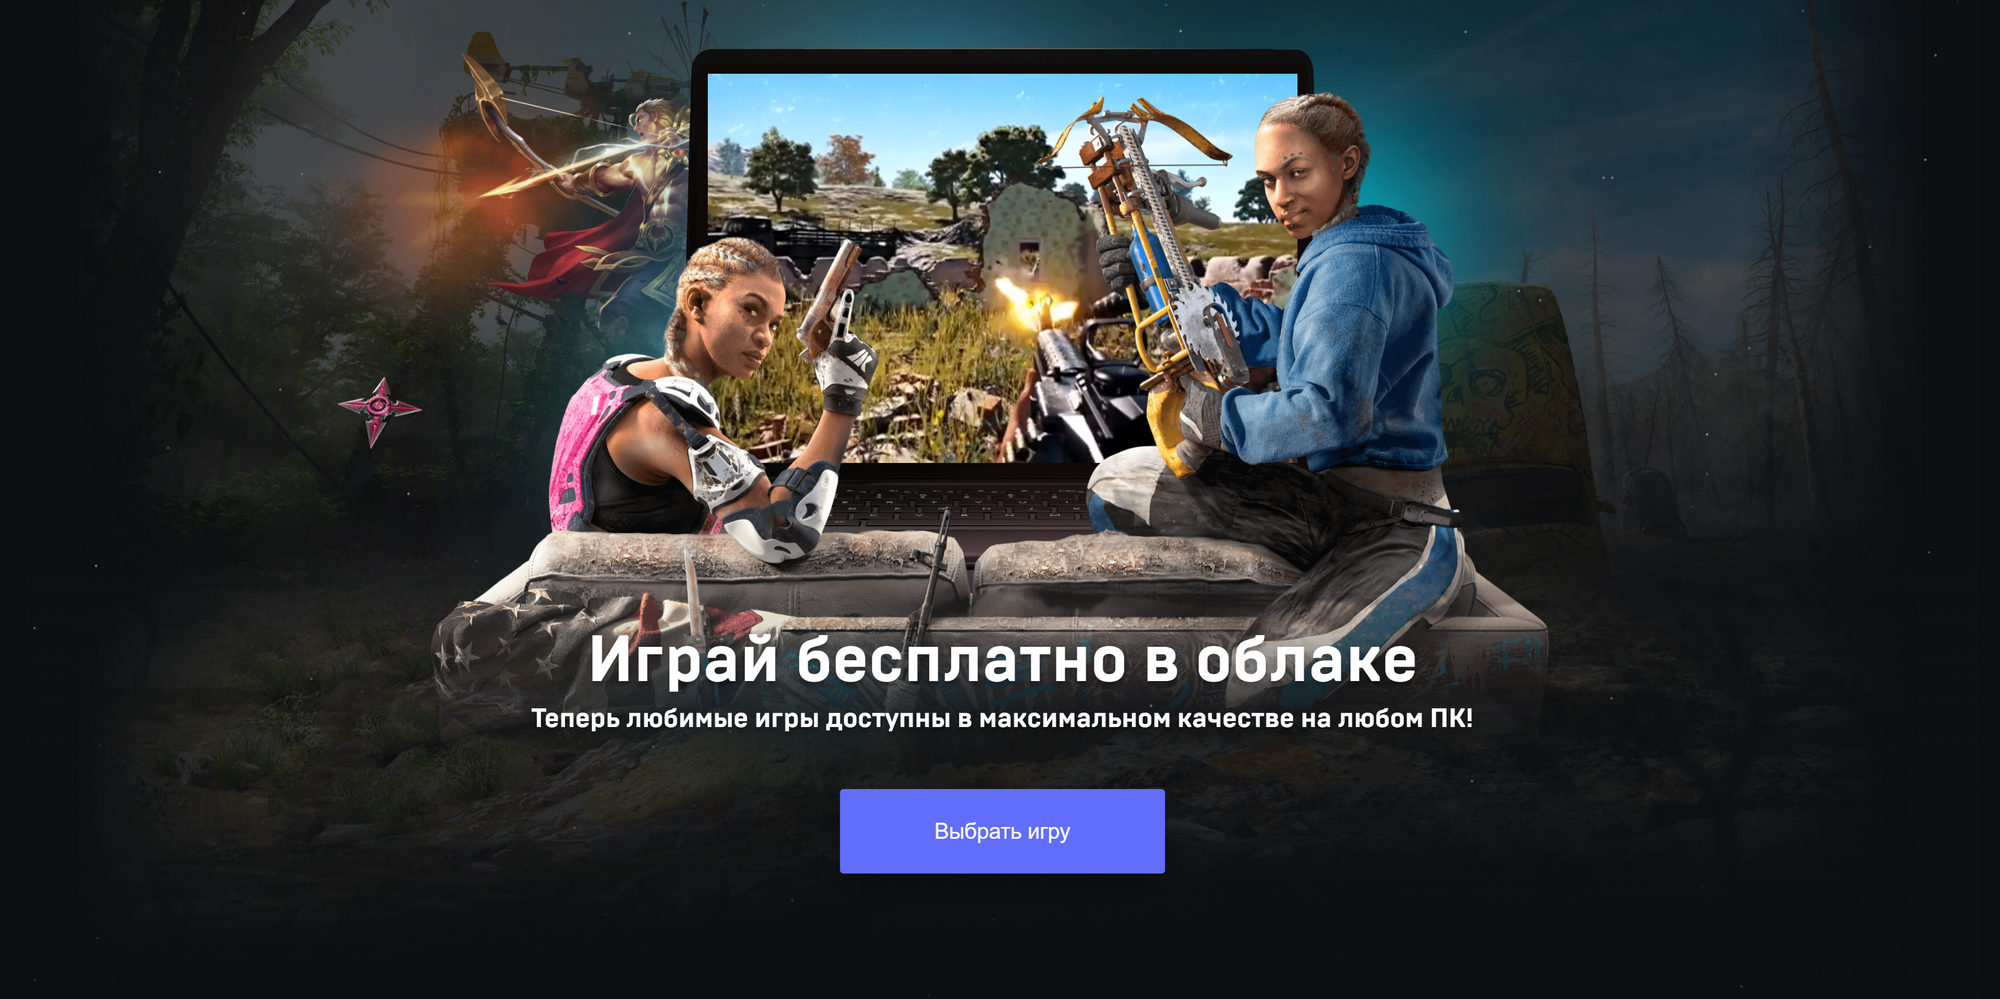 Играй бесплатно в облаке
Теперь любимые игры доступны в максимальном качестве на любом ПК!
Выбрать игру